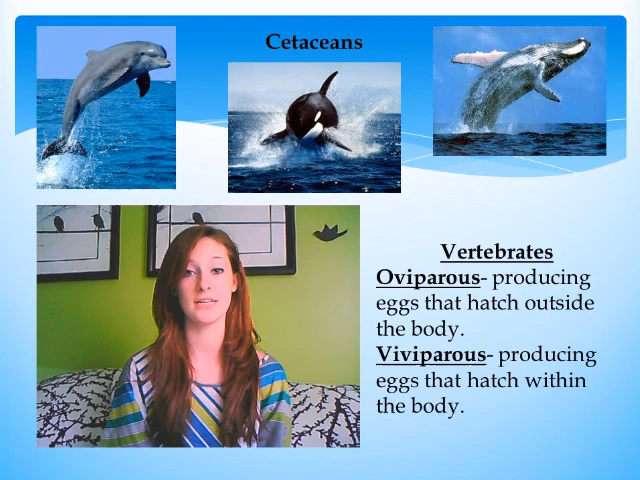 Cetaceans
Vertebrates
Oviparous- producing
eggs that hatch outside
the body.
Viviparous- producing
eggs that hatch within
the body.